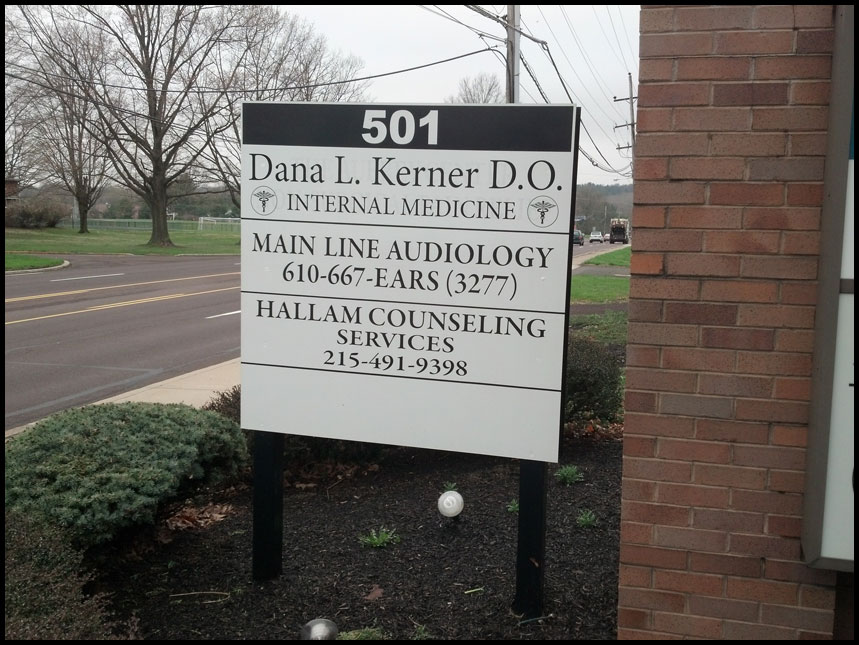 501
Dana L. Kerner D.O.
INTERNAL MEDICINE
MAIN LINE AUDIOLOGY
610-667-EARS (3277)
HALLAM COUNSELING
SERVICES
215-491-9398